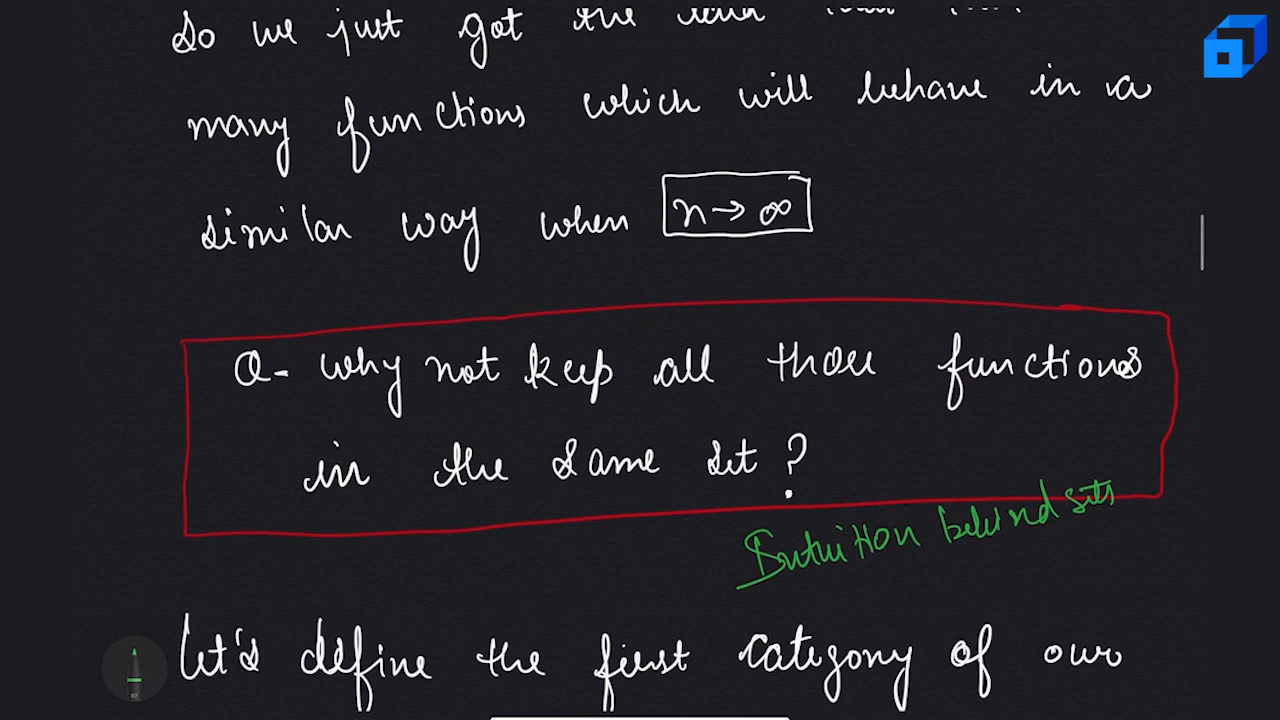 So we just got the
many functions which will behave in a
similar way when n → ∞
Q- why not keep all those functions
in the same set ?
Intuition behind sets
Let's define the first category of our